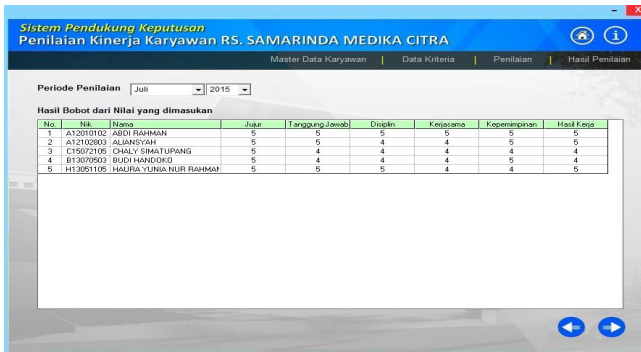 Sistem Pendukung Keputusan
Penilaian Kinerja Karyawan RS. SAMARINDA MEDIKA CITRA
Master Data Karyawan | Data Kriteria | Penilaian | Hasil Penilaian
Periode Penilaian Juli 2015
Hasil Bobot dari Nilai yang dimasukan
No. Nik Nama Jujur Tanggung Jawab Disiplin Kerjasama Kepemimpinan Hasil Kerja
1 A12010102 ABDI RAHMAN 5 5 5 5 5 5
2 A12102803 ALIANSYAH 5 5 4 4 5 5
3 C15072105 CHALY SIMATUPANG 5 4 4 4 4 4
4 B13070503 BUDI HANDOKO 5 4 4 4 5 4
5 H13051105 HAURA YUNIA NUR RAHMAN 5 5 5 4 4 5